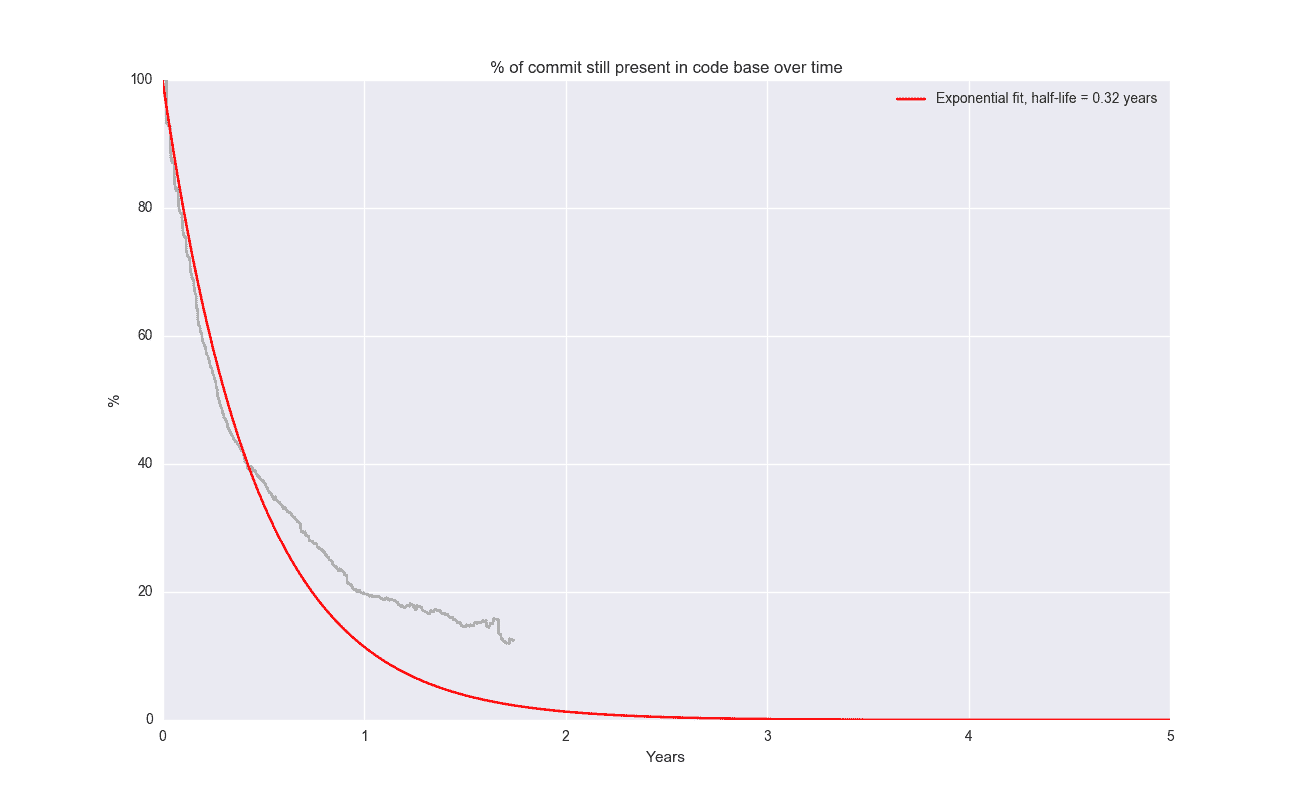 % of commit still present in code base over time
Exponential fit, half-life = 0.32 years
100
80
60
40
20
0
%
0 1 2 3 4 5
Years